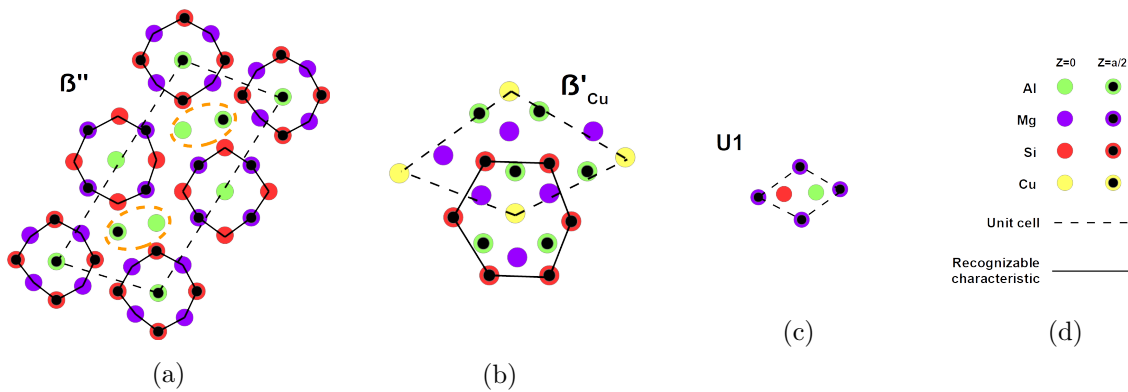 ß"
ß'Cu
U1
Z=0 Z=a/2
Al
Mg
Si
Cu
Unit cell
Recognizable
characteristic
(a)
(b)
(c)
(d)